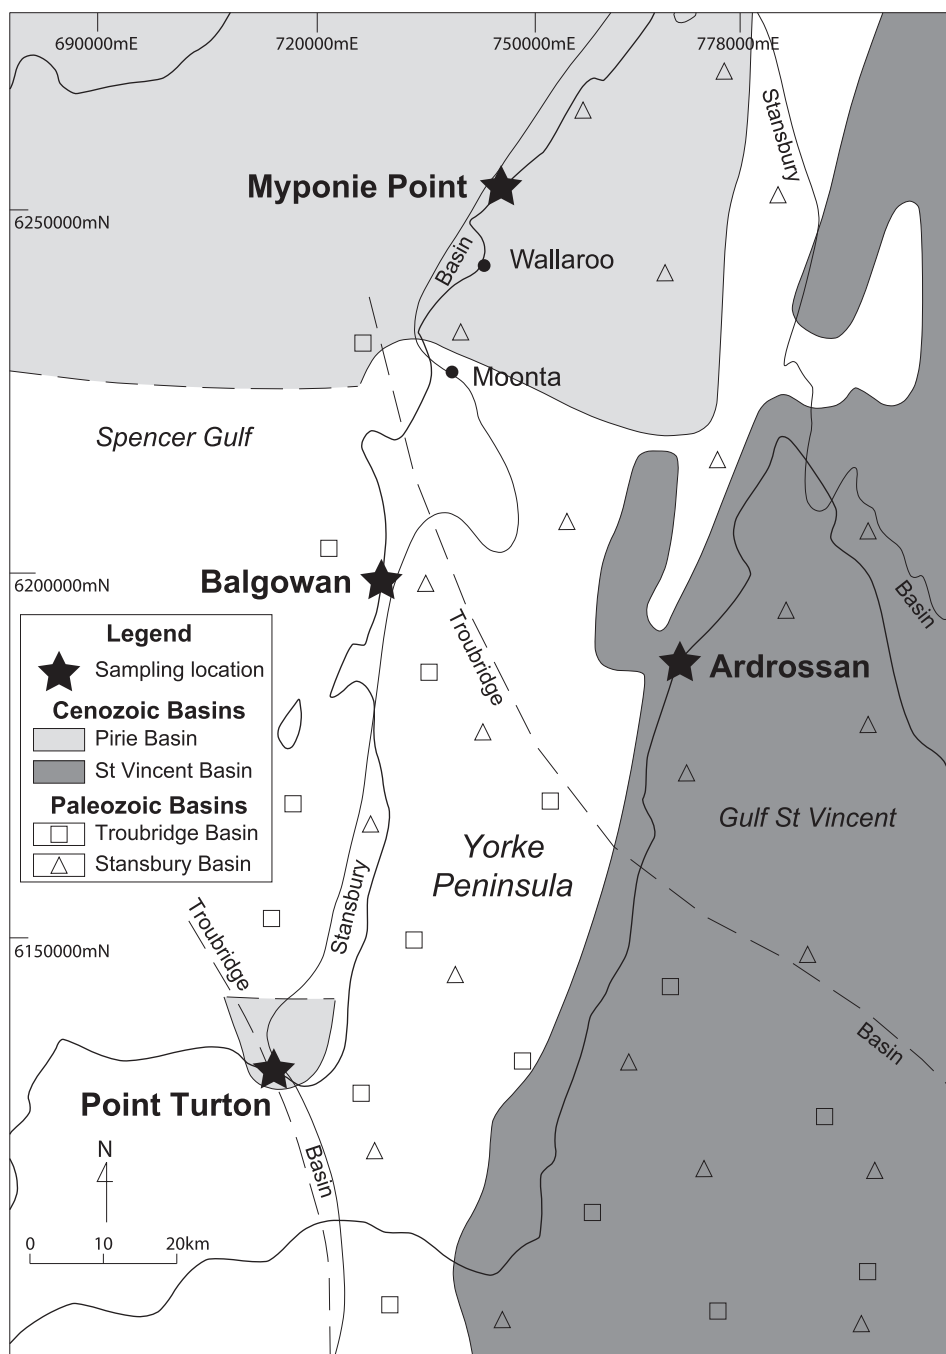 690000mE
720000mE
750000mE
778000mE
Stansbury
Myponie Point
6250000mN
Basin
Wallaroo
Moonta
Spencer Gulf
6200000mN
Balgowan
Basin
Troubridge
Ardrossan
Legend
Sampling location
Cenozoic Basins
Pirie Basin
St Vincent Basin
Paleozoic Basins
Troubridge Basin
Stansbury Basin
Gulf St Vincent
Yorke
Peninsula
Stansbury
Troubridge
6150000mN
Basin
Point Turton
Basin
N
0 10 20km